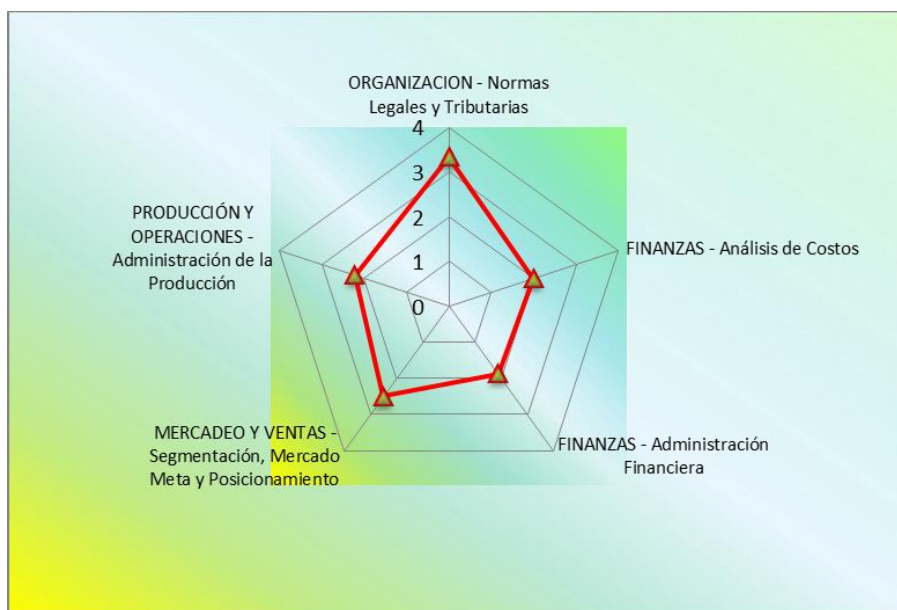 ORGANIZACION - Normas
Legales y Tributarias
4
3
2
1
0
FINANZAS - Análisis de Costos
FINANZAS - Administración
Financiera
MERCADEO Y VENTAS -
Segmentación, Mercado
Meta y Posicionamiento
PRODUCCIÓN Y
OPERACIONES -
Administración de la
Producción